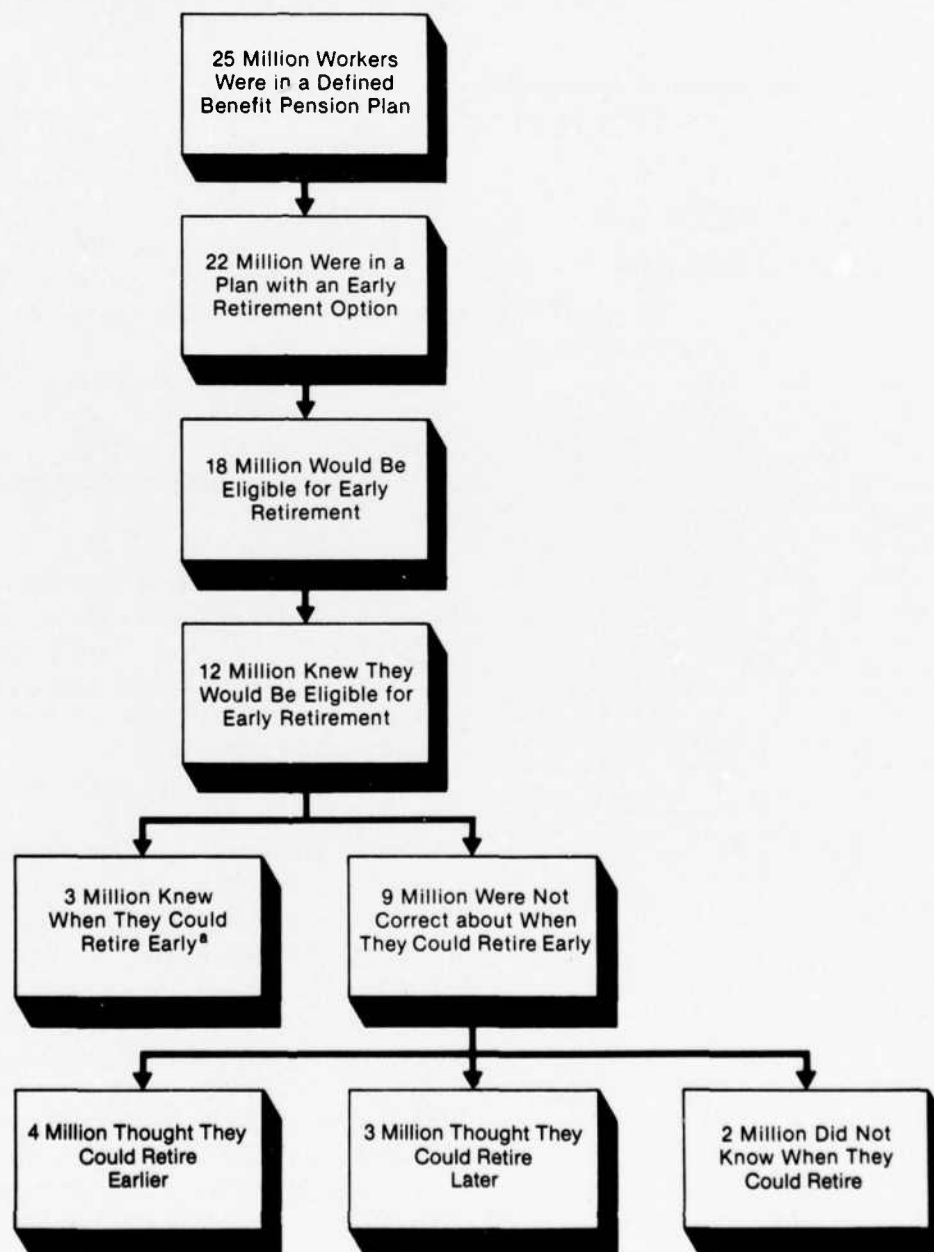 25 Million Workers
Were in a Defined
Benefit Pension Plan
22 Million Were in a
Plan with an Early
Retirement Option
18 Million Would Be
Eligible for Early
Retirement
12 Million Knew They
Would Be Eligible for
Early Retirement
3 Million Knew
When They Could
Retire Early<sup>a</sup>
9 Million Were Not
Correct about When
They Could Retire Early
4 Million Thought They
Could Retire
Earlier
3 Million Thought They
Could Retire
Later
2 Million Did Not
Know When They
Could Retire